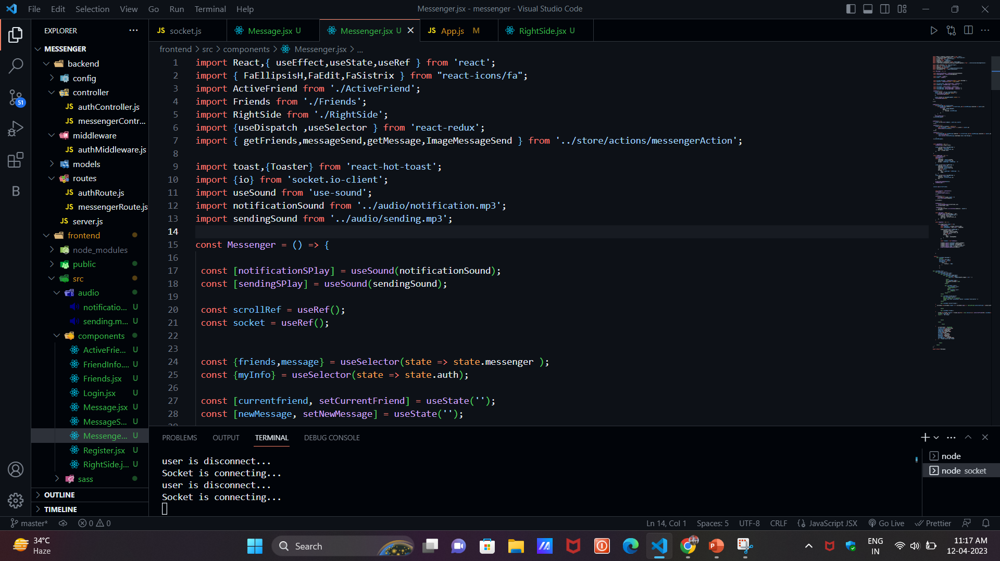 File Edit Selection View Go Run Terminal Help
Messenger.jsx - messenger - Visual Studio Code
EXPLORER
MESSENGER
backend
config
controller
JS authController.js
JS messengerContr...
middleware
JS authMiddleware.js
models
routes
JS authRoute.js
JS messengerRoute.js
JS server.js
frontend
node_modules
public
src
audio
notificatio... U
sending.m... U
components
ActiveFrie... U
FriendInfo.... U
Friends.jsx U
Login.jsx U
Message.jsx U
MessageS... U
Messenge... U
Register.jsx U
RightSide.j... U
sass
OUTLINE
TIMELINE
51
B
JS socket.js
Message.jsx U
Messenger.jsx U
JS App.js M
RightSide.jsx U
frontend > src > components > Messenger.jsx > ...
1 import React,{ useEffect,useState,useRef } from 'react';
2 import { FaEllipsisH,FaEdit,FaSistrix } from "react-icons/fa";
3 import ActiveFriend from './ActiveFriend';
4 import Friends from './Friends';
5 import RightSide from './RightSide';
6 import {useDispatch ,useSelector } from 'react-redux';
7 import { getFriends,messageSend,getMessage,ImageMessageSend } from '../store/actions/messengerAction';
8
9 import toast,{Toaster} from 'react-hot-toast';
10 import {io} from 'socket.io-client';
11 import useSound from 'use-sound';
12 import notificationSound from '../audio/notification.mp3';
13 import sendingSound from '../audio/sending.mp3';
14
15 const Messenger = () => {
16
17 const [notificationSPlay] = useSound(notificationSound);
18 const [sendingSPlay] = useSound(sendingSound);
19
20 const scrollRef = useRef();
21 const socket = useRef();
22
23
24 const {friends,message} = useSelector(state => state.messenger );
25 const {myInfo} = useSelector(state => state.auth);
26
27 const [currentfriend, setCurrentFriend] = useState('');
28 const [newMessage, setNewMessage] = useState('');
PROBLEMS OUTPUT TERMINAL DEBUG CONSOLE
user is disconnect...
Socket is connecting...
user is disconnect...
Socket is connecting...
node
node socket
master* 0 0
Ln 14, Col 1 Spaces: 5 UTF-8 CRLF JavaScript JSX Go Live Prettier
34°C
Haze
Search
ENG
IN
11:17 AM
12-04-2023